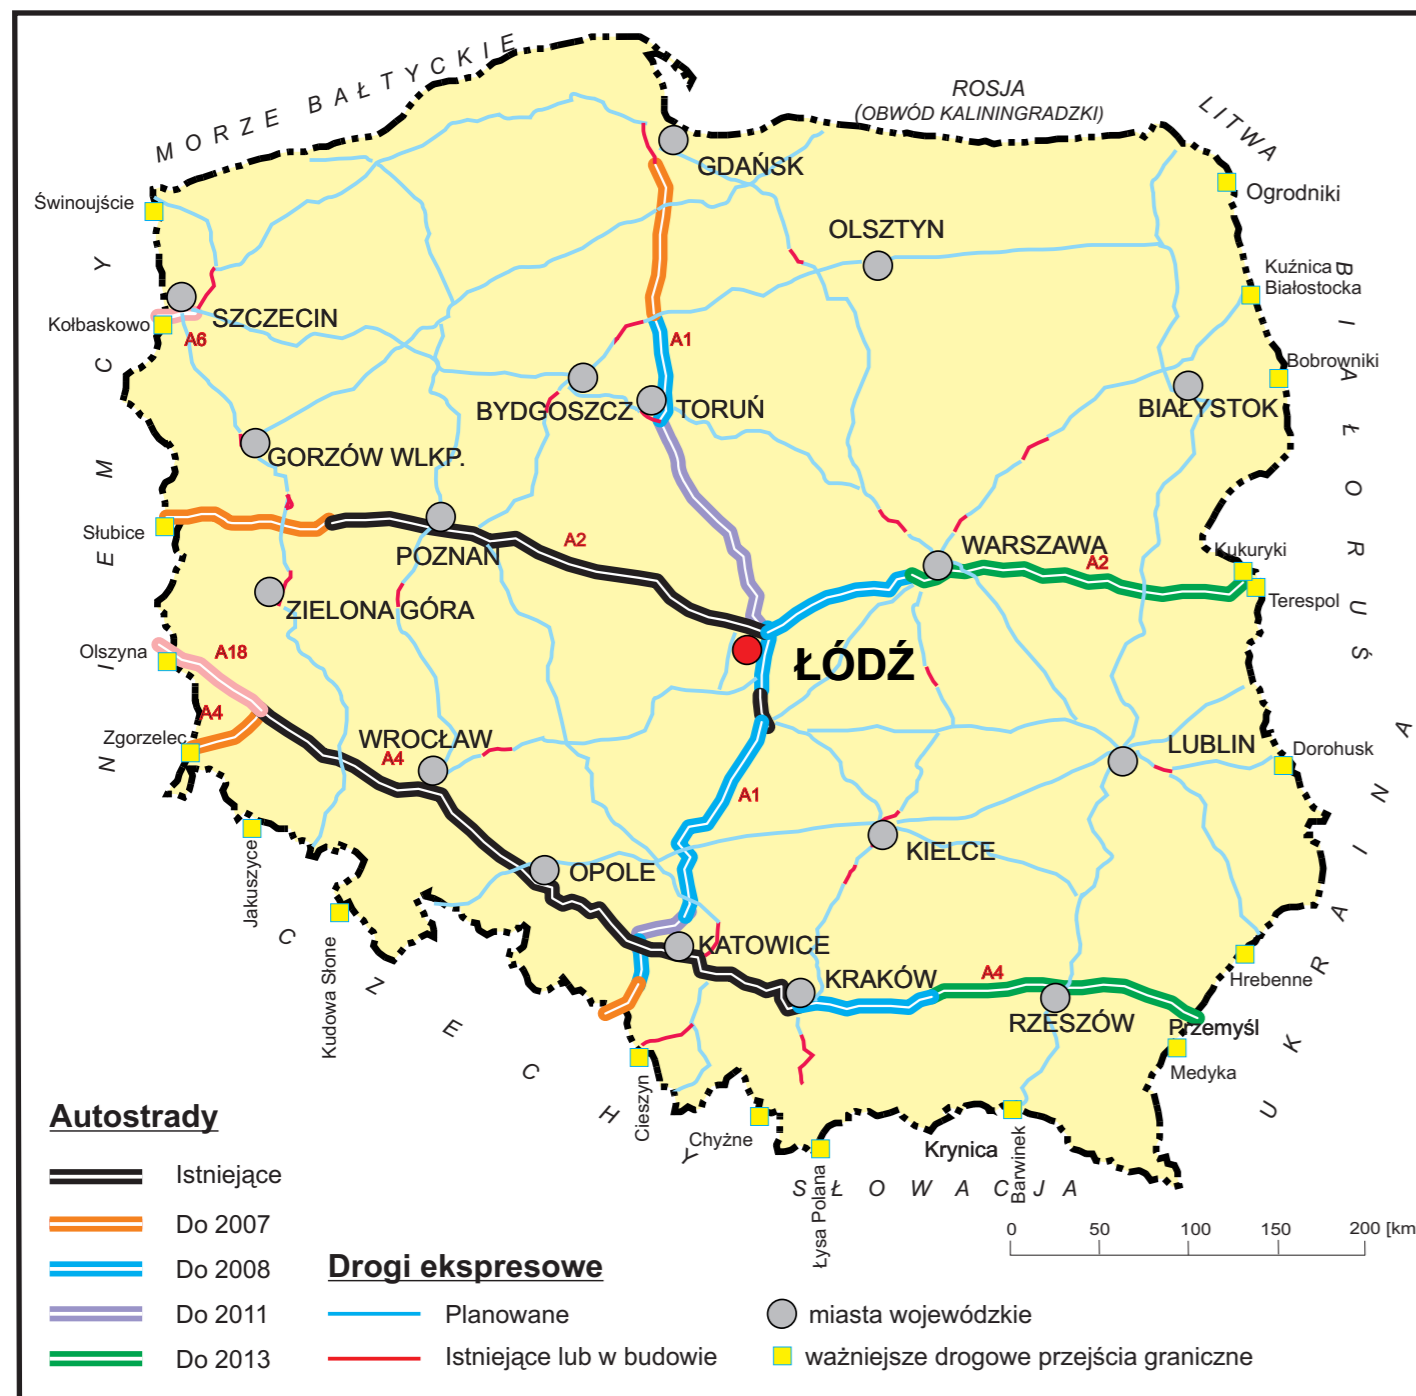 MORZE BAŁTYCKIE
ROSJA
(OBWÓD KALININGRADZKI)
LITWA
GDAŃSK
Świnoujście
Ogrodniki
OLSZTYN
Kuźnica
Białostocka
SZCZECIN
Kołbaskowo
A6
A1
Bobrowniki
BYDGOSZCZ
TORUŃ
BIAŁYSTOK
GORZÓW WLKP.
BIAŁORUŚ
NIEMCY
Słubice
POZNAŃ
A2
WARSZAWA
A2
Kukuryki
Terespol
ZIELONA GÓRA
Olszyna
A18
ŁÓDŹ
A4
Zgorzelec
WROCŁAW
A4
LUBLIN
Dorohusk
A1
KIELCE
OPOLE
Jakuszyce
Kudowa Słone
CZECHY
KATOWICE
KRAKÓW
A4
RZESZÓW
Hrebenne
Przemyśl
Medyka
UKRAINA
Cieszyn
Chyżne
Łysa Polana
Krynica
Barwinek
SŁOWACJA
0 50 100 150 200 [km
Autostrady
Istniejące
Do 2007
Do 2008
Do 2011
Do 2013
Drogi ekspresowe
Planowane
Istniejące lub w budowie
miasta wojewódzkie
ważniejsze drogowe przejścia graniczne